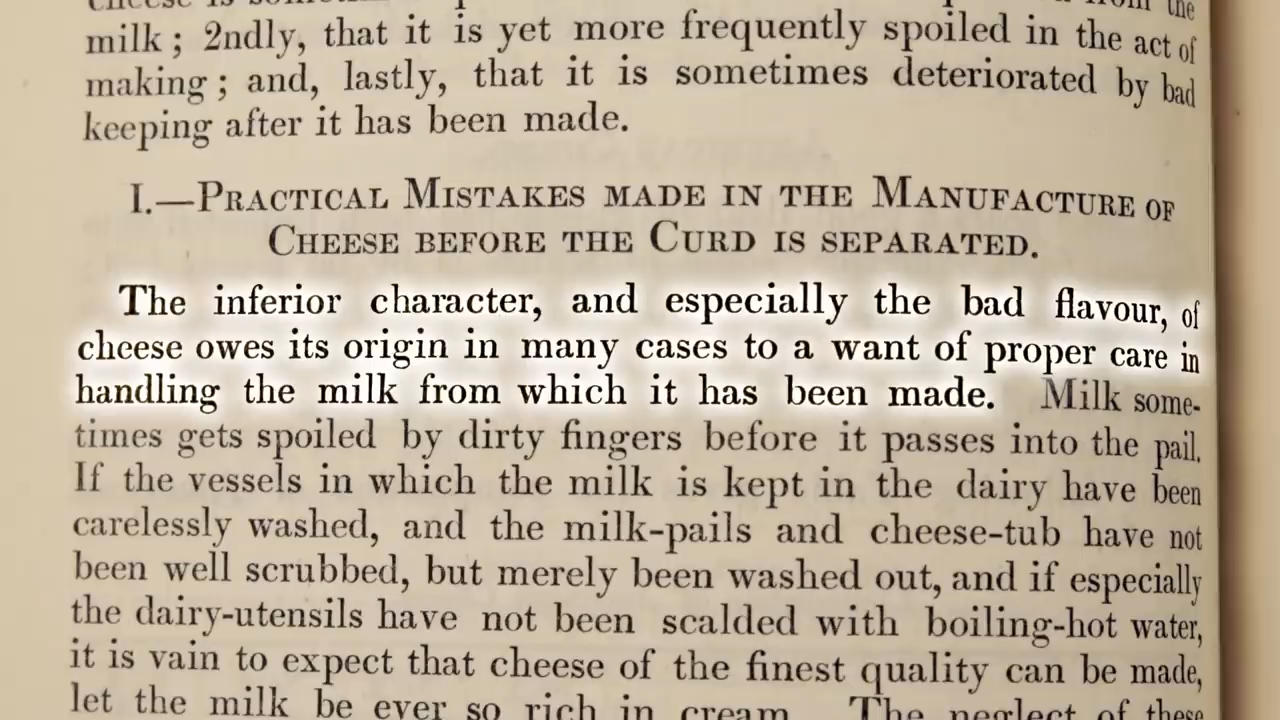 milk ; 2ndly, that it is yet more frequently spoiled in the act of
making ; and, lastly, that it is sometimes deteriorated by bad
keeping after it has been made.
I.—Practical Mistakes made in the Manufacture of
Cheese before the Curd is separated.
The inferior character, and especially the bad flavour, of
cheese owes its origin in many cases to a want of proper care in
handling the milk from which it has been made. Milk some-
times gets spoiled by dirty fingers before it passes into the pail.
If the vessels in which the milk is kept in the dairy have been
carelessly washed, and the milk-pails and cheese-tub have not
been well scrubbed, but merely been washed out, and if especially
the dairy-utensils have not been scalded with boiling-hot water,
it is vain to expect that cheese of the finest quality can be made,
let the milk be ever so rich in cream. The neglect of these